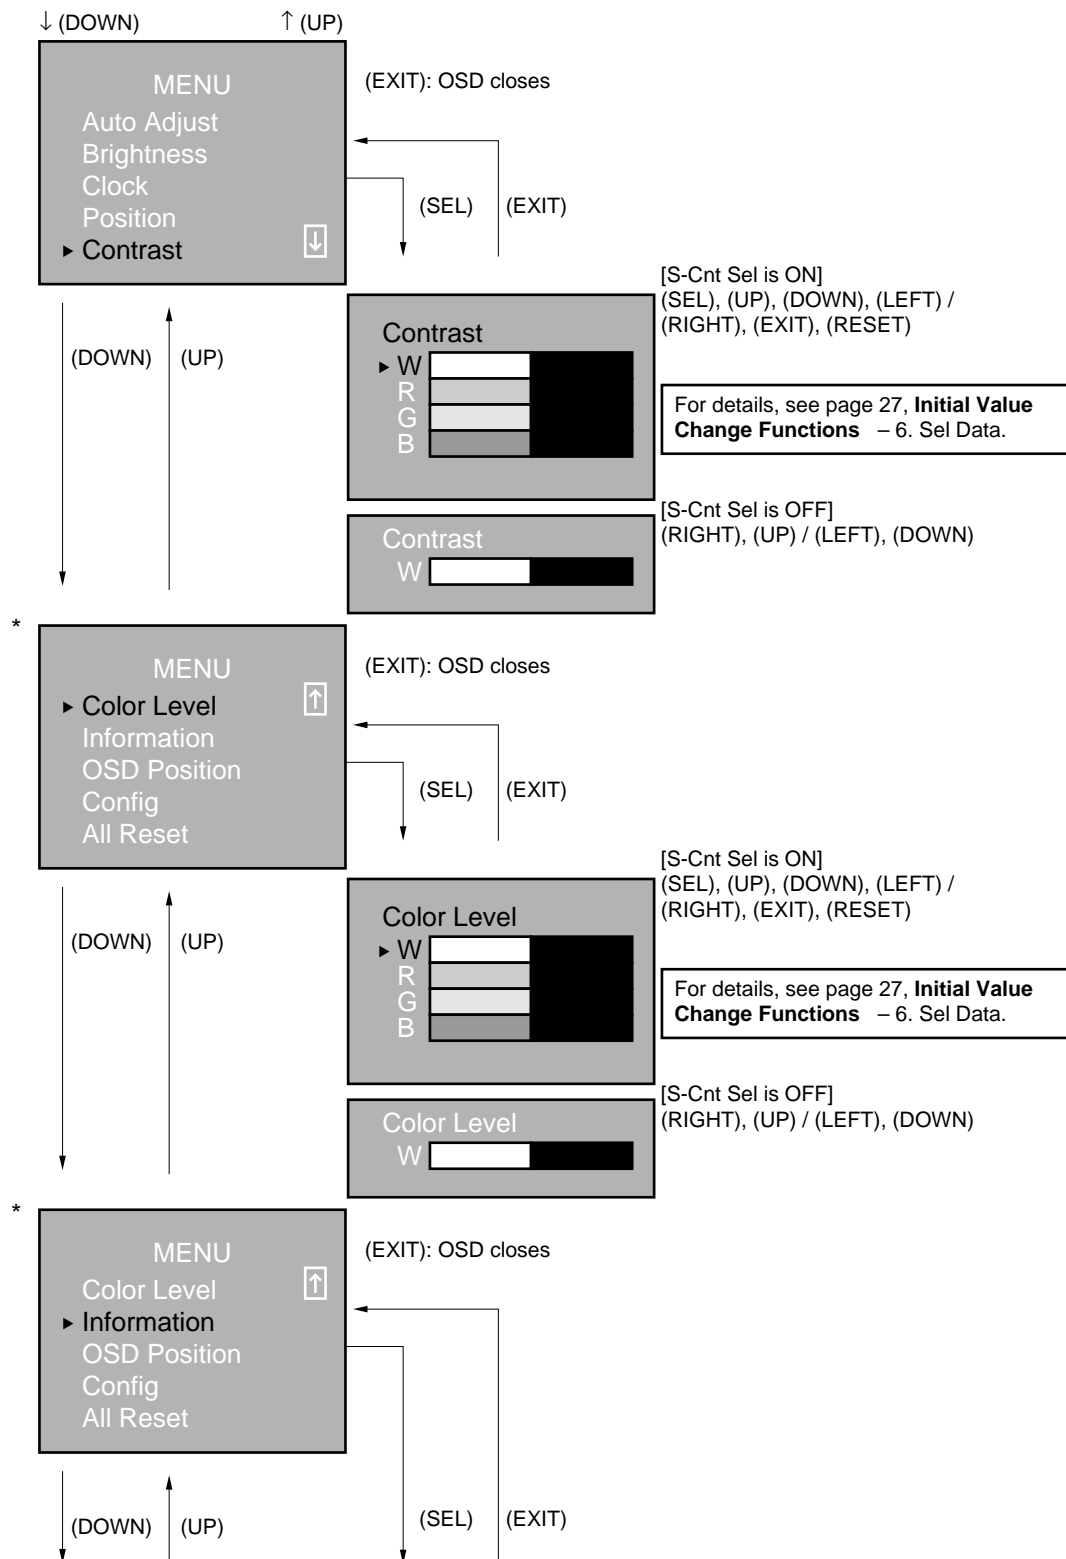 ↓ (DOWN) ↑ (UP)
MENU
Auto Adjust
Brightness
Clock
Position
▸ Contrast ↓
(EXIT): OSD closes
(SEL) (EXIT)
(DOWN) (UP)
Contrast
▸ W
R
G
B
[S-Cnt Sel is ON]
(SEL), (UP), (DOWN), (LEFT) /
(RIGHT), (EXIT), (RESET)
For details, see page 27, Initial Value
Change Functions – 6. Sel Data.
Contrast
W
[S-Cnt Sel is OFF]
(RIGHT), (UP) / (LEFT), (DOWN)
*
MENU
▸ Color Level ↑
Information
OSD Position
Config
All Reset
(EXIT): OSD closes
(SEL) (EXIT)
(DOWN) (UP)
Color Level
▸ W
R
G
B
[S-Cnt Sel is ON]
(SEL), (UP), (DOWN), (LEFT) /
(RIGHT), (EXIT), (RESET)
For details, see page 27, Initial Value
Change Functions – 6. Sel Data.
Color Level
W
[S-Cnt Sel is OFF]
(RIGHT), (UP) / (LEFT), (DOWN)
*
MENU
Color Level ↑
▸ Information
OSD Position
Config
All Reset
(EXIT): OSD closes
(DOWN) (UP)
(SEL) (EXIT)